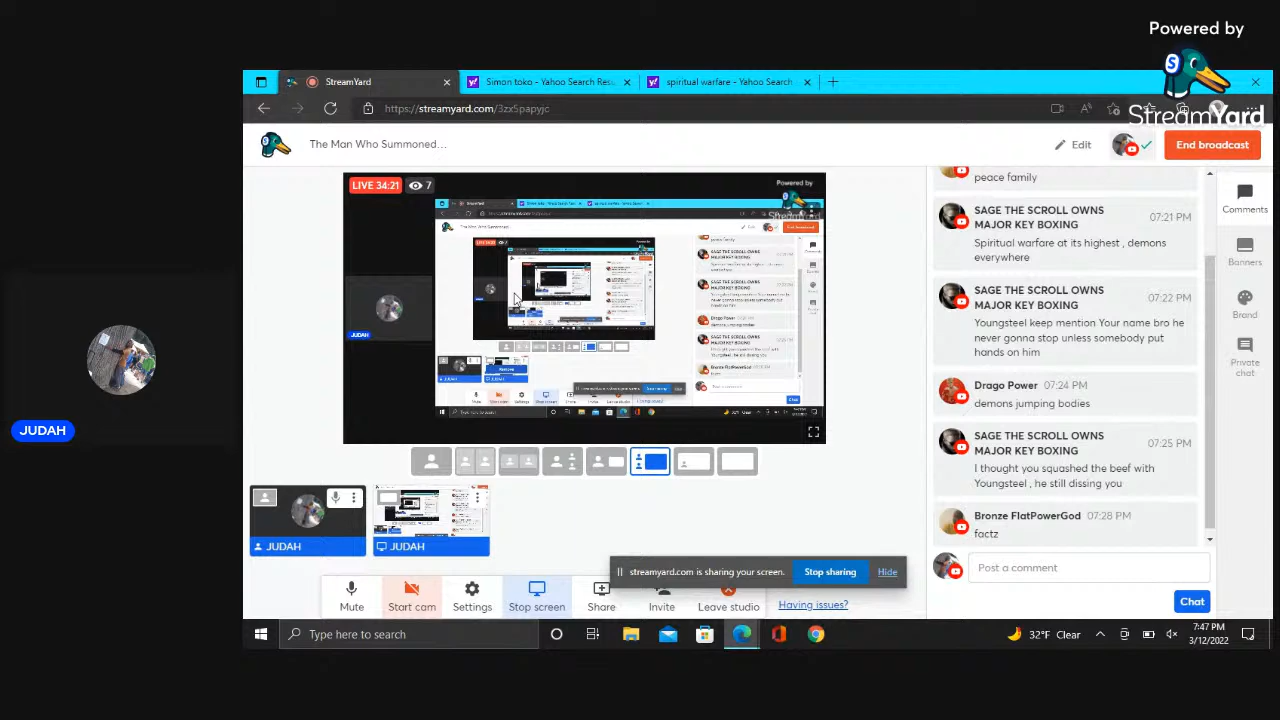 Powered by
StreamYard
StreamYard
Simon toko - Yahoo Search Res
spiritual warfare - Yahoo Search
https://streamyard.com/3zx5papyjc
The Man Who Summoned...
Edit
End broadcast
LIVE 34:21
7
Powered by
StreamYard
JUDAH
JUDAH
JUDAH
JUDAH
peace family
SAGE THE SCROLL OWNS
MAJOR KEY BOXING
07:21 PM
Spiritual warfare at its highest , demons
everywhere
SAGE THE SCROLL OWNS
MAJOR KEY BOXING
07:22 PM
Youngsteel keep mention Your name bro he
never gonna stop unless somebody put
hands on him
Drago Power 07:24 PM
demons jumping bodies
SAGE THE SCROLL OWNS
MAJOR KEY BOXING
07:25 PM
I thought you squashed the beef with
Youngsteel , he still dissing you
Bronze FlatPowerGod 07:28 PM
factz
Post a comment
Chat
Comments
Banners
Brand
Private
chat
streamyard.com is sharing your screen.
Stop sharing
Hide
Mute
Start cam
Settings
Stop screen
Share
Invite
Leave studio
Having issues?
Type here to search
32°F Clear
7:47 PM
3/12/2022